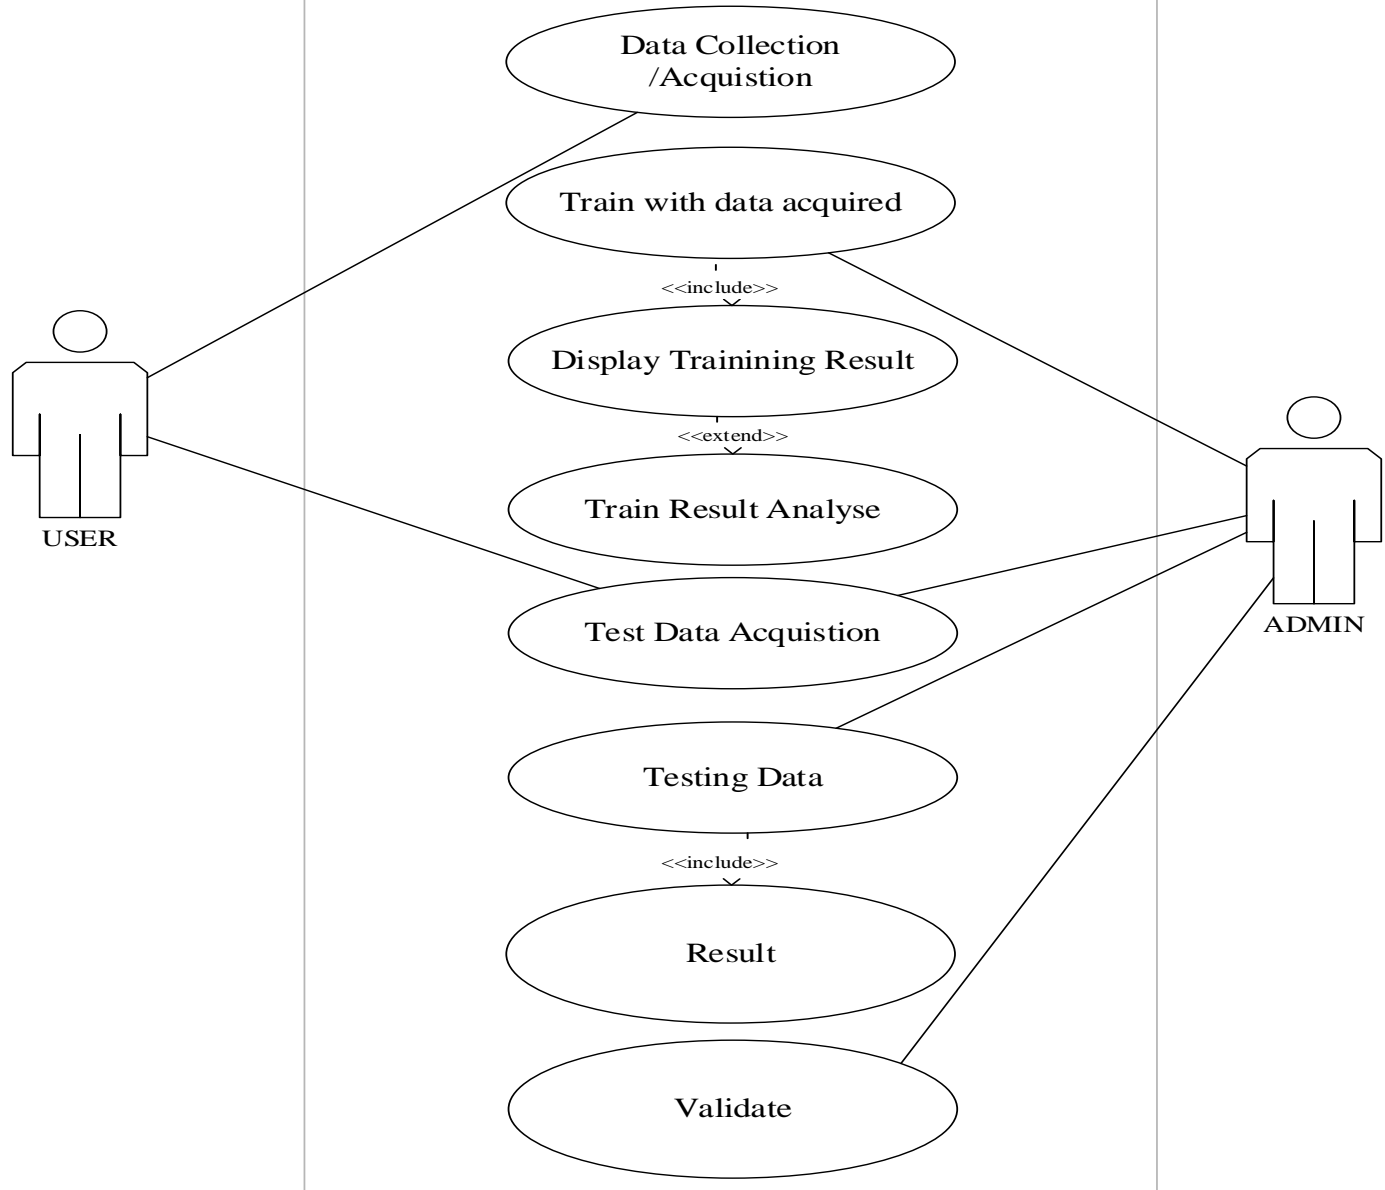 Data Collection
/Acquistion
Train with data acquired
<<include>>
Display Trainining Result
<<extend>>
Train Result Analyse
USER
Test Data Acquistion
ADMIN
Testing Data
<<include>>
Result
Validate